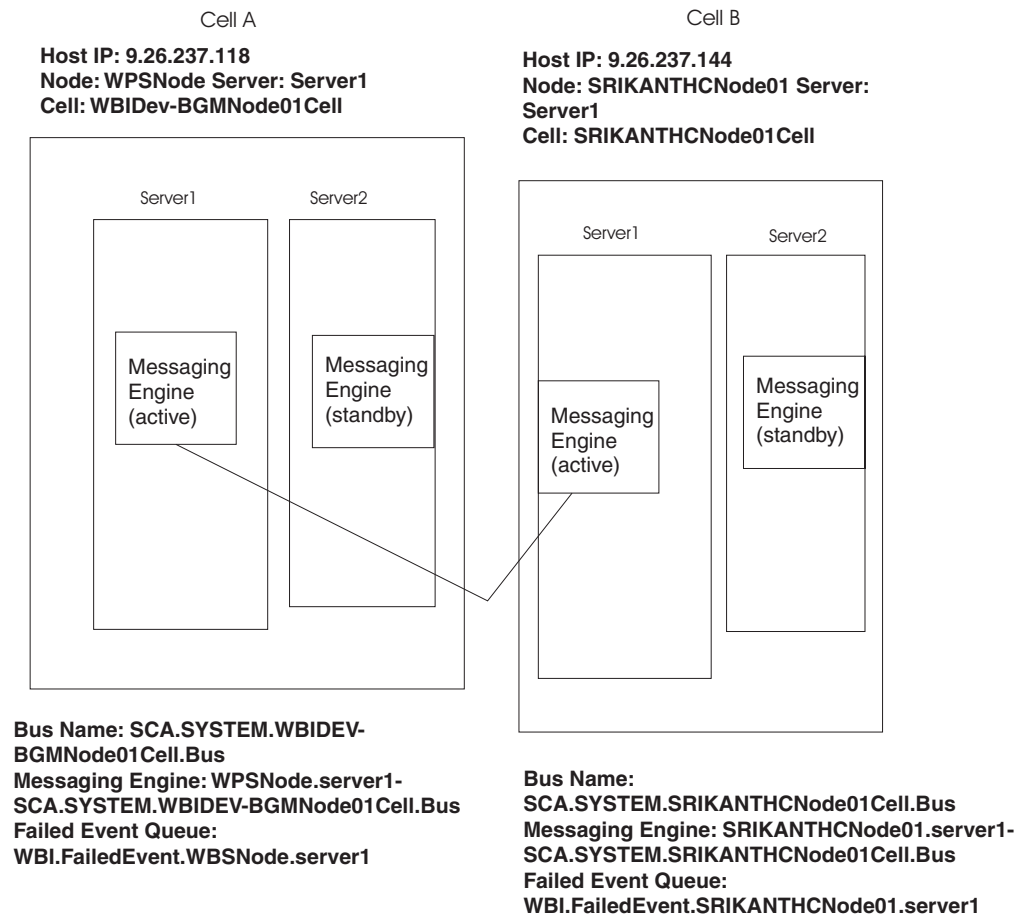 Cell A
Host IP: 9.26.237.118
Node: WPSNode Server: Server1
Cell: WBIDev-BGMNode01Cell
Server1
Server2
Messaging
Engine
(active)
Messaging
Engine
(standby)
Bus Name: SCA.SYSTEM.WBIDEV-
BGMNode01Cell.Bus
Messaging Engine: WPSNode.server1-
SCA.SYSTEM.WBIDEV-BGMNode01Cell.Bus
Failed Event Queue:
WBI.FailedEvent.WBSNode.server1
Cell B
Host IP: 9.26.237.144
Node: SRIKANTHCNode01 Server:
Server1
Cell: SRIKANTHCNode01Cell
Server1
Server2
Messaging
Engine
(active)
Messaging
Engine
(standby)
Bus Name:
SCA.SYSTEM.SRIKANTHCNode01Cell.Bus
Messaging Engine: SRIKANTHCNode01.server1-
SCA.SYSTEM.SRIKANTHCNode01Cell.Bus
Failed Event Queue:
WBI.FailedEvent.SRIKANTHCNode01.server1